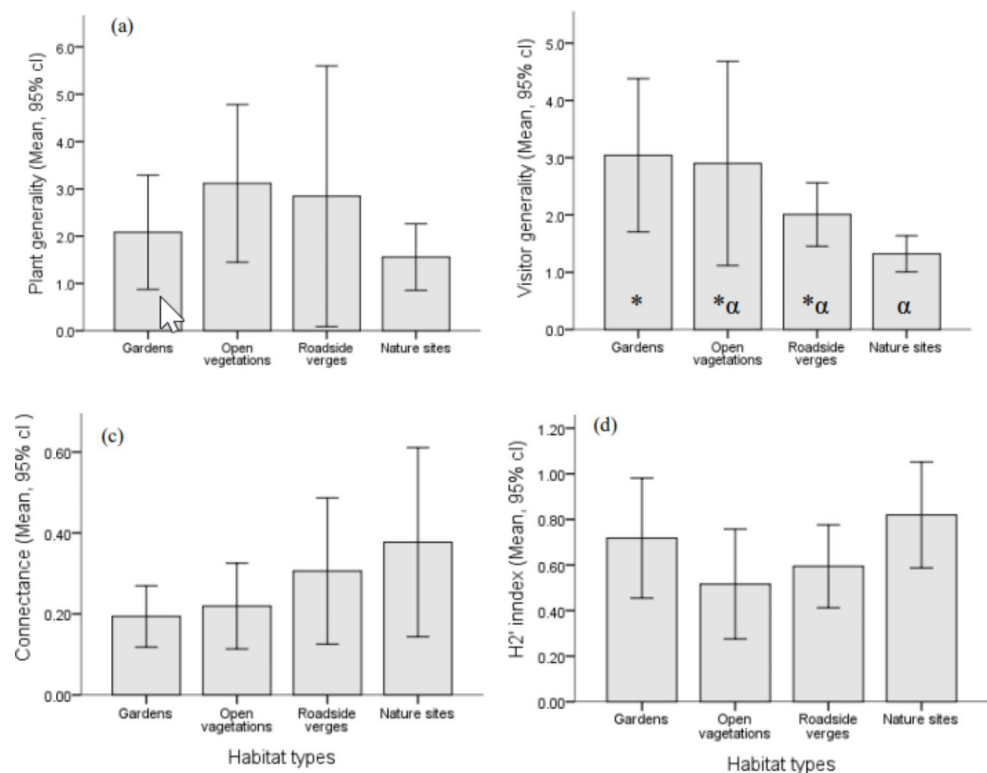 (a)
Plant generality (Mean, 95% cl)
6.0
5.0
4.0
3.0
2.0
1.0
0.0
Gardens
Open
vegetations
Roadside
verges
Nature sites
Visitor generality (Mean, 95% cl)
5.0
4.0
3.0
2.0
1.0
0.0
*
*α
*α
α
Gardens
Open
vagetations
Roadside
verges
Nature sites
(c)
Connectance (Mean, 95% cl )
0.60
0.40
0.20
0.00
Gardens
Open
vagetations
Roadside
verges
Nature sites
Habitat types
(d)
H2' inndex (Mean, 95% cl)
1.20
1.00
0.80
0.60
0.40
0.20
0.00
Gardens
Open
vagetations
Roadside
verges
Nature sites
Habitat types